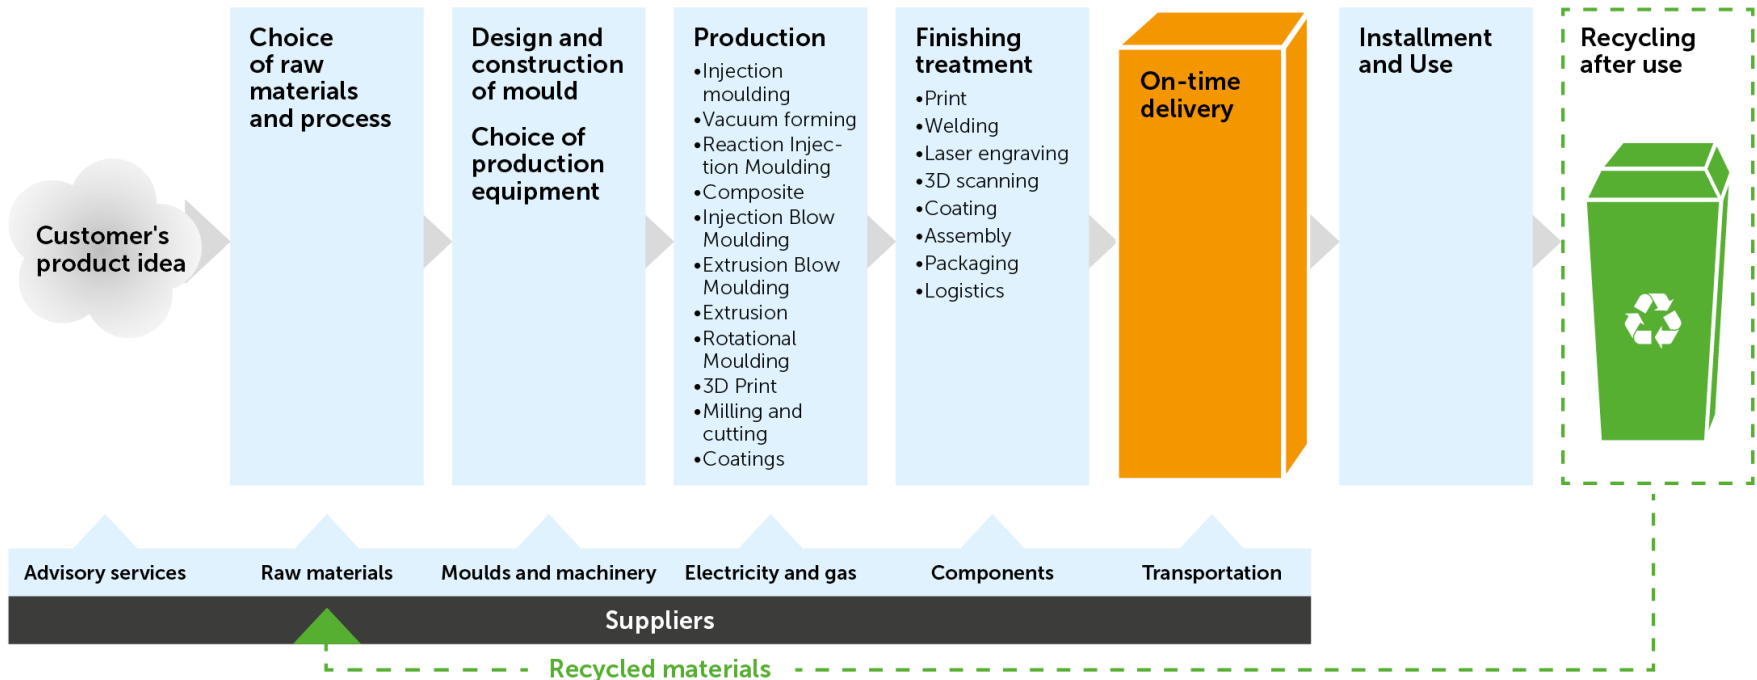 Customer's
product idea
Choice
of raw
materials
and process
Design and
construction
of mould
Choice of
production
equipment
Production
•Injection
moulding
•Vacuum forming
•Reaction Injec-
tion Moulding
•Composite
•Injection Blow
Moulding
•Extrusion Blow
Moulding
•Extrusion
•Rotational
Moulding
•3D Print
•Milling and
cutting
•Coatings
Finishing
treatment
•Print
•Welding
•Laser engraving
•3D scanning
•Coating
•Assembly
•Packaging
•Logistics
On-time
delivery
Installment
and Use
Recycling
after use
Advisory services
Raw materials
Moulds and machinery
Electricity and gas
Components
Transportation
Suppliers
Recycled materials